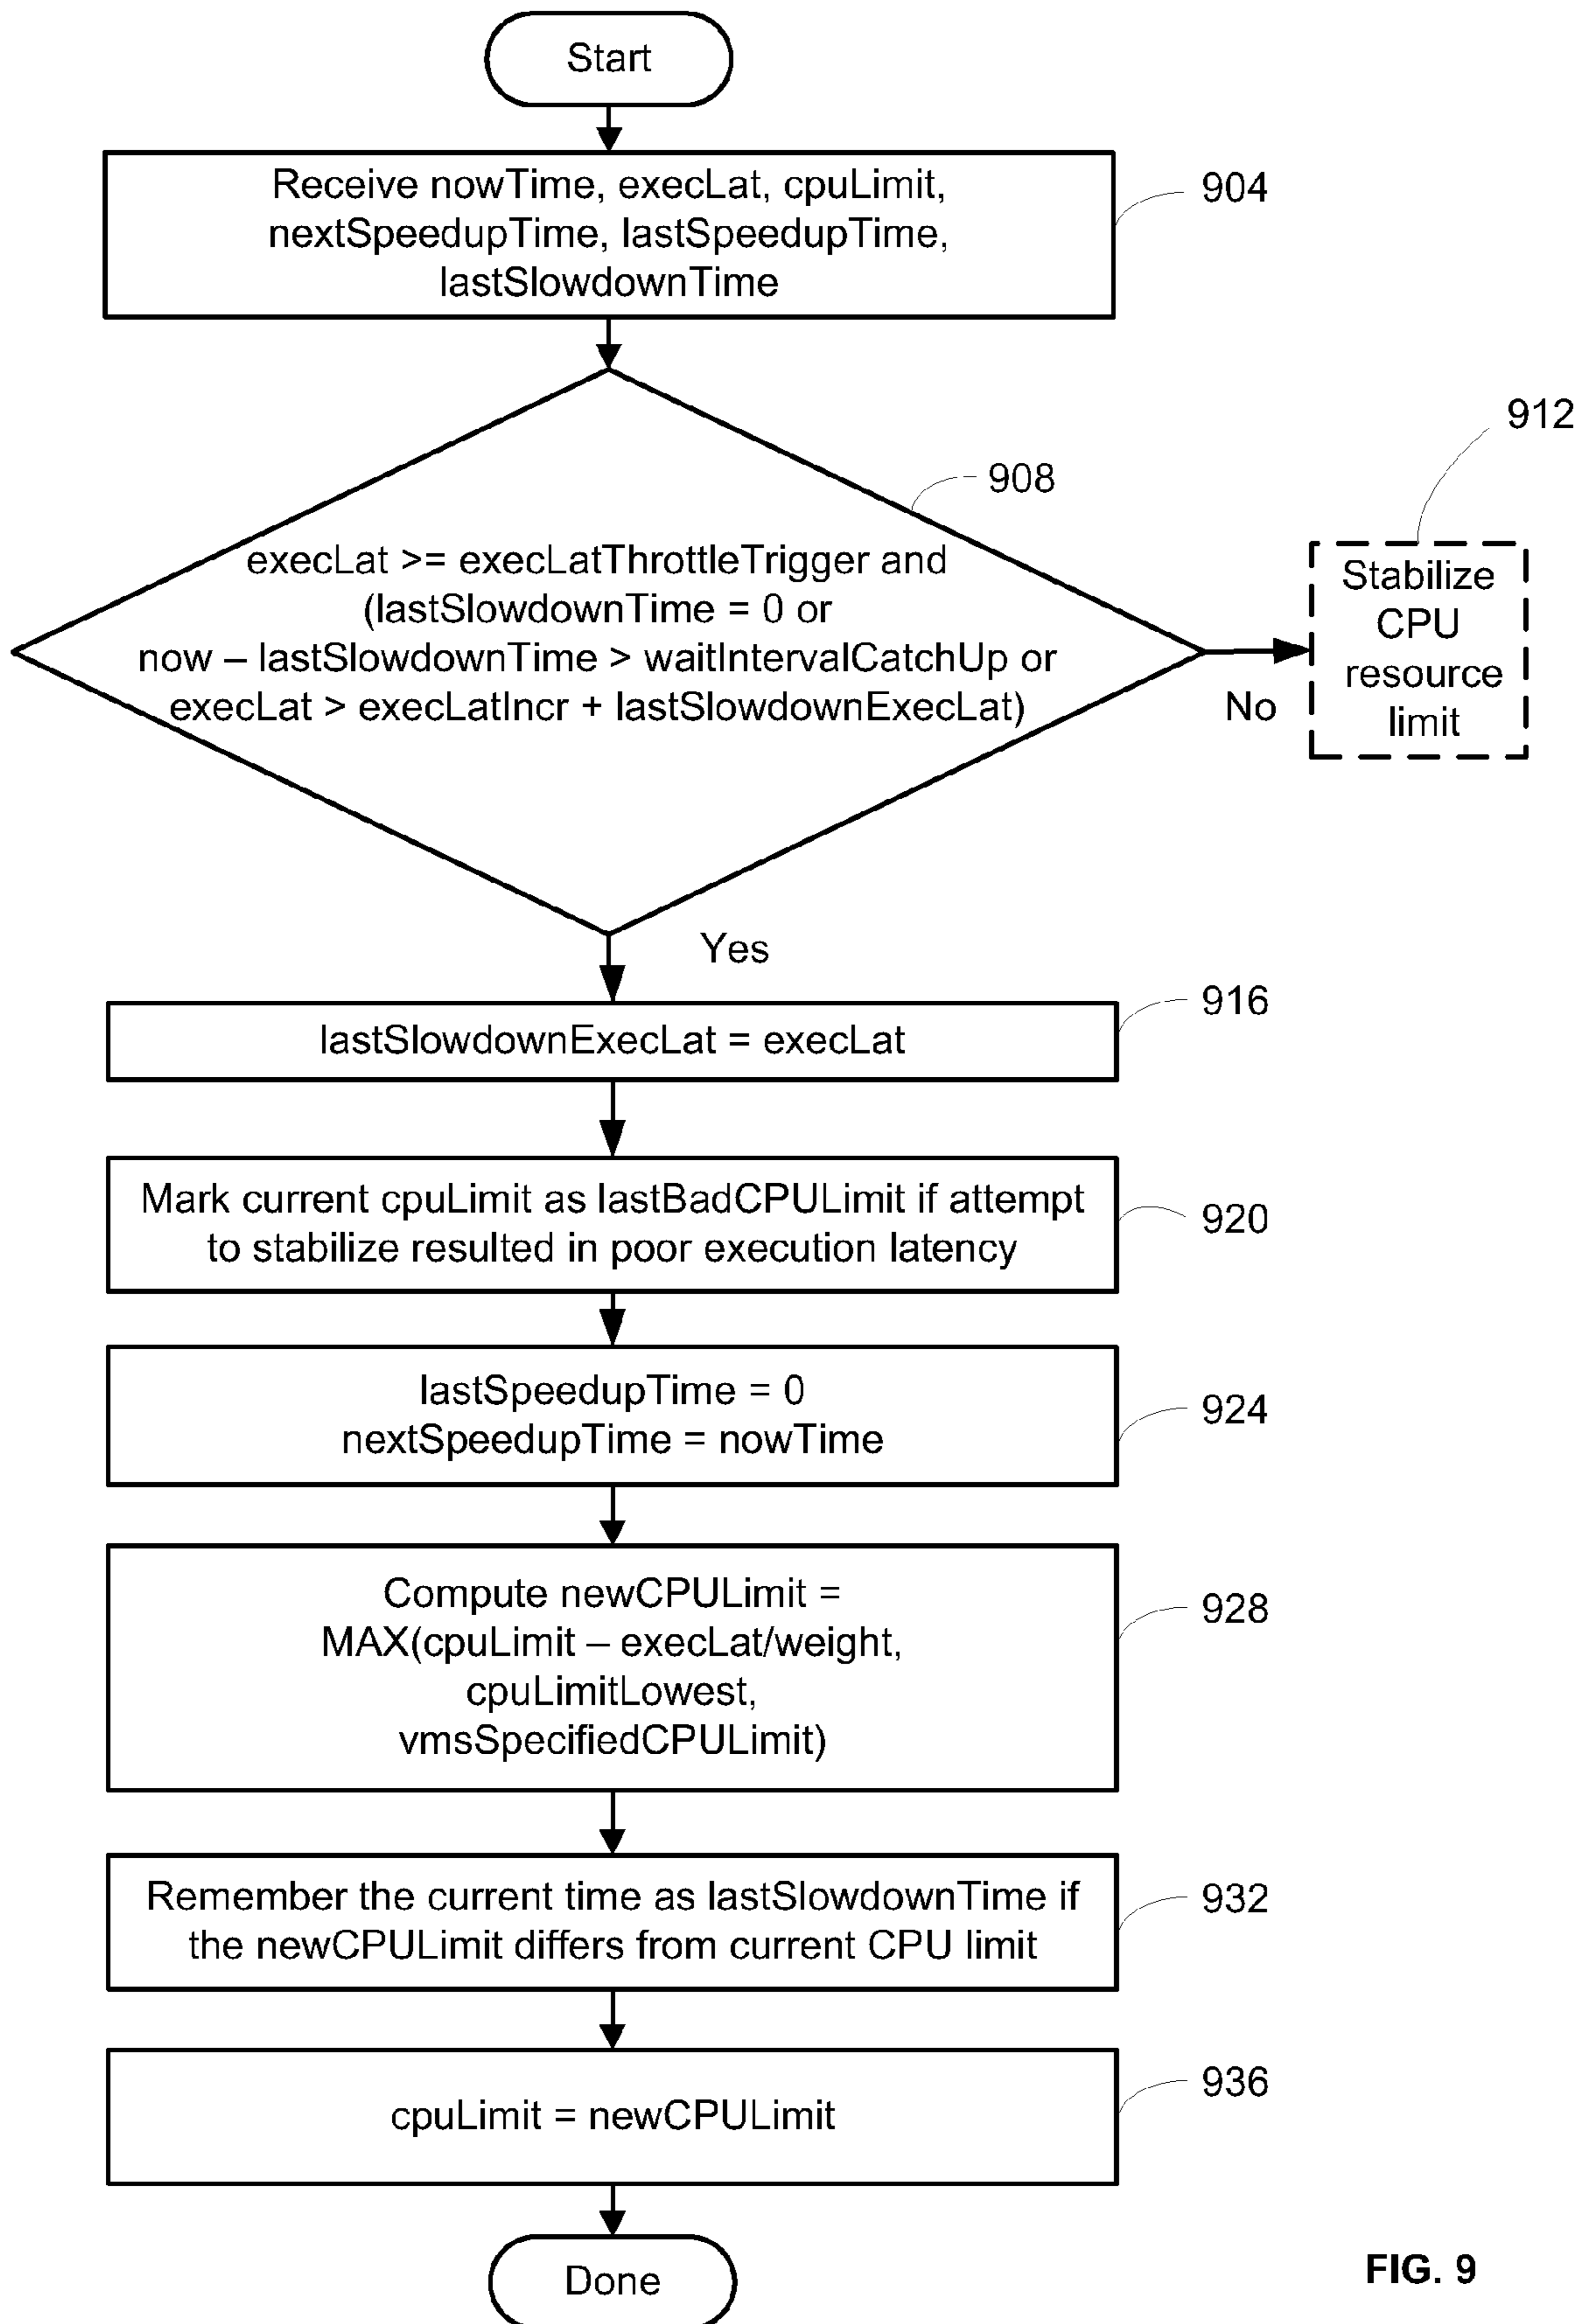 Start
Receive nowTime, execLat, cpuLimit,
nextSpeedupTime, lastSpeedupTime,
lastSlowdownTime
904
912
908
execLat >= execLatThrottleTrigger and
(lastSlowdownTime = 0 or
now – lastSlowdownTime > waitIntervalCatchUp or
execLat > execLatIncr + lastSlowdownExecLat)
Stabilize
CPU
resource
limit
No
Yes
lastSlowdownExecLat = execLat
916
Mark current cpuLimit as lastBadCPULimit if attempt
to stabilize resulted in poor execution latency
920
lastSpeedupTime = 0
nextSpeedupTime = nowTime
924
Compute newCPULimit =
MAX(cpuLimit – execLat/weight,
cpuLimitLowest,
vmsSpecifiedCPULimit)
928
Remember the current time as lastSlowdownTime if
the newCPULimit differs from current CPU limit
932
cpuLimit = newCPULimit
936
Done
FIG. 9